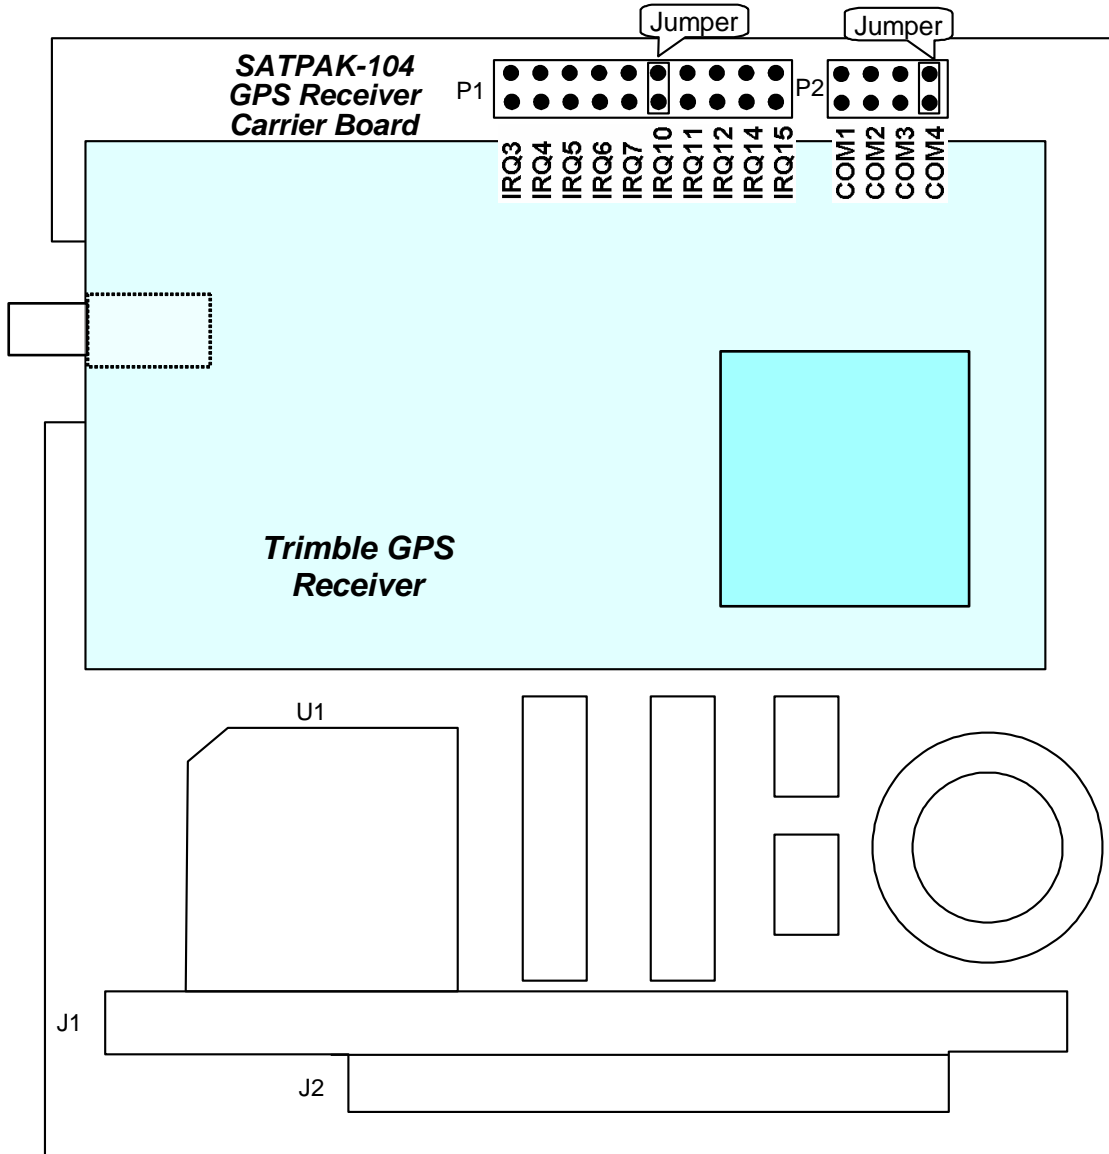 Jumper
Jumper
SATPAK-104
GPS Receiver
Carrier Board
P1
P2
IRQ3
IRQ4
IRQ5
IRQ6
IRQ7
IRQ10
IRQ11
IRQ12
IRQ14
IRQ15
COM1
COM2
COM3
COM4
Trimble GPS
Receiver
U1
J1
J2